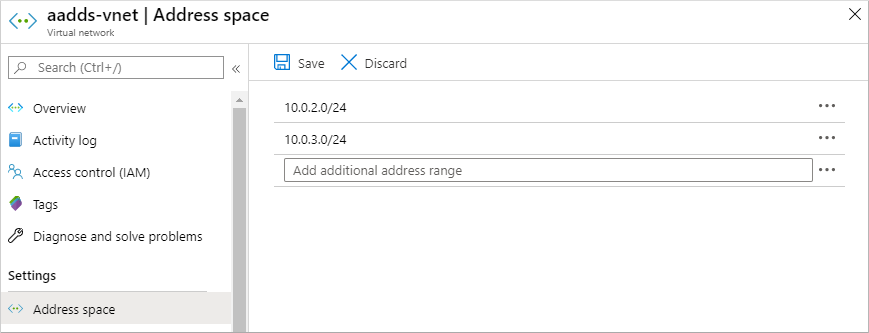 aadds-vnet | Address space
Virtual network
Search (Ctrl+/)
Overview
Activity log
Access control (IAM)
Tags
Diagnose and solve problems
Settings
Address space
Save Discard
10.0.2.0/24
10.0.3.0/24
Add additional address range